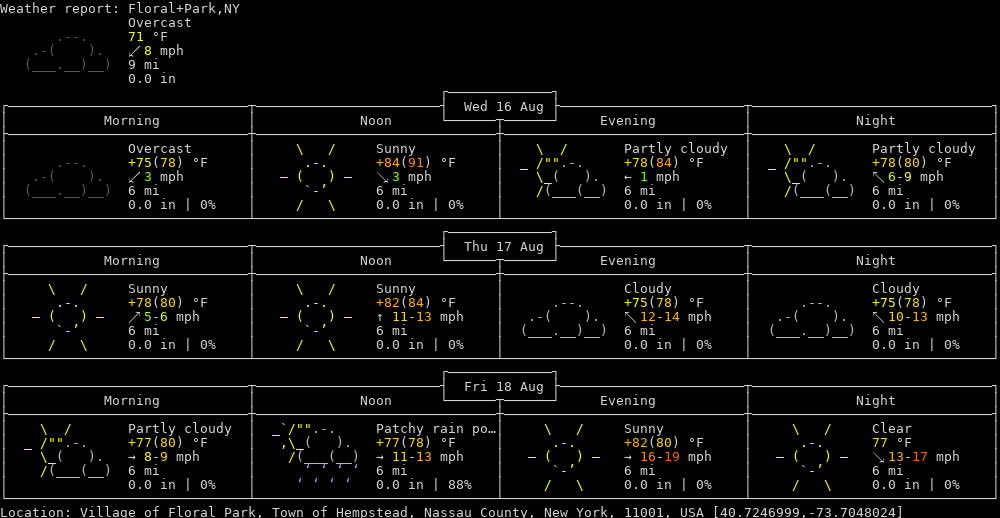 Weather report: Floral+Park,NY
Overcast
71 °F
↙ 8 mph
9 mi
0.0 in
Wed 16 Aug
Morning Noon Evening Night
Overcast Sunny Partly cloudy Partly cloudy
+75(78) °F +84(91) °F +78(84) °F +78(80) °F
↙ 3 mph ↘ 3 mph ← 1 mph ↖ 6-9 mph
6 mi 6 mi 6 mi 6 mi
0.0 in | 0% 0.0 in | 0% 0.0 in | 0% 0.0 in | 0%
Thu 17 Aug
Morning Noon Evening Night
Sunny Sunny Cloudy Cloudy
+78(80) °F +82(84) °F +75(78) °F +75(78) °F
↗ 5-6 mph ↑ 11-13 mph ↖ 12-14 mph ↖ 10-13 mph
6 mi 6 mi 6 mi 6 mi
0.0 in | 0% 0.0 in | 0% 0.0 in | 0% 0.0 in | 0%
Fri 18 Aug
Morning Noon Evening Night
Partly cloudy Patchy rain po… Sunny Clear
+77(80) °F +77(78) °F +82(80) °F 77 °F
→ 8-9 mph → 11-13 mph → 16-19 mph ↘ 13-17 mph
6 mi 6 mi 6 mi 6 mi
0.0 in | 0% 0.0 in | 88% 0.0 in | 0% 0.0 in | 0%
Location: Village of Floral Park, Town of Hempstead, Nassau County, New York, 11001, USA [40.7246999,-73.7048024]